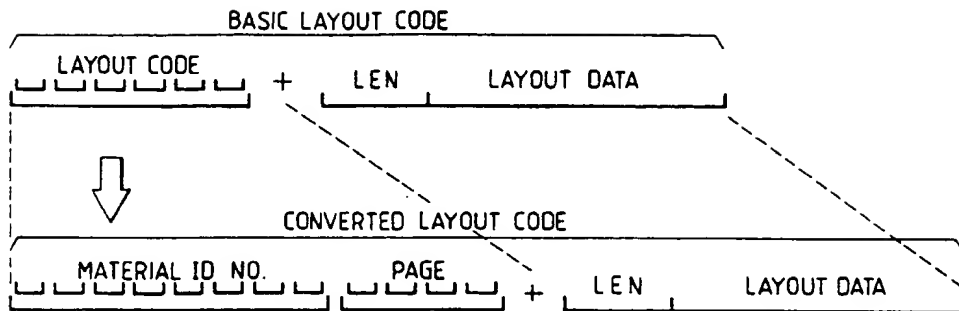 BASIC LAYOUT CODE
LAYOUT CODE + LEN LAYOUT DATA
CONVERTED LAYOUT CODE
MATERIAL ID NO. PAGE + LEN LAYOUT DATA